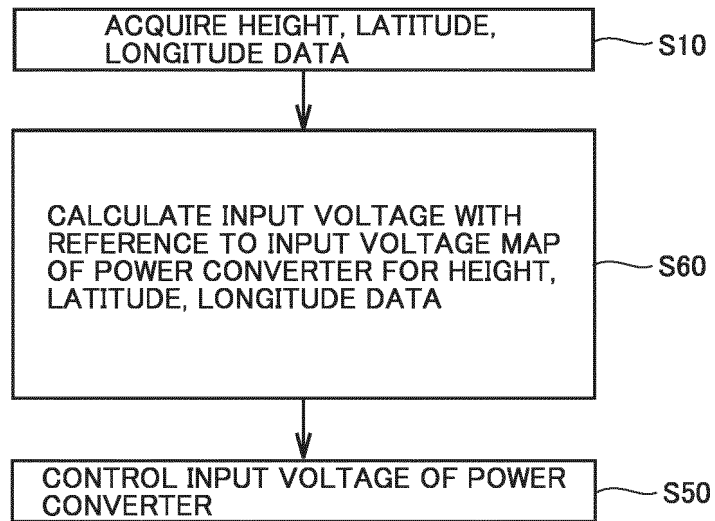 ACQUIRE HEIGHT, LATITUDE,
LONGITUDE DATA
S10
CALCULATE INPUT VOLTAGE WITH
REFERENCE TO INPUT VOLTAGE MAP
OF POWER CONVERTER FOR HEIGHT,
LATITUDE, LONGITUDE DATA
S60
CONTROL INPUT VOLTAGE OF POWER
CONVERTER
S50